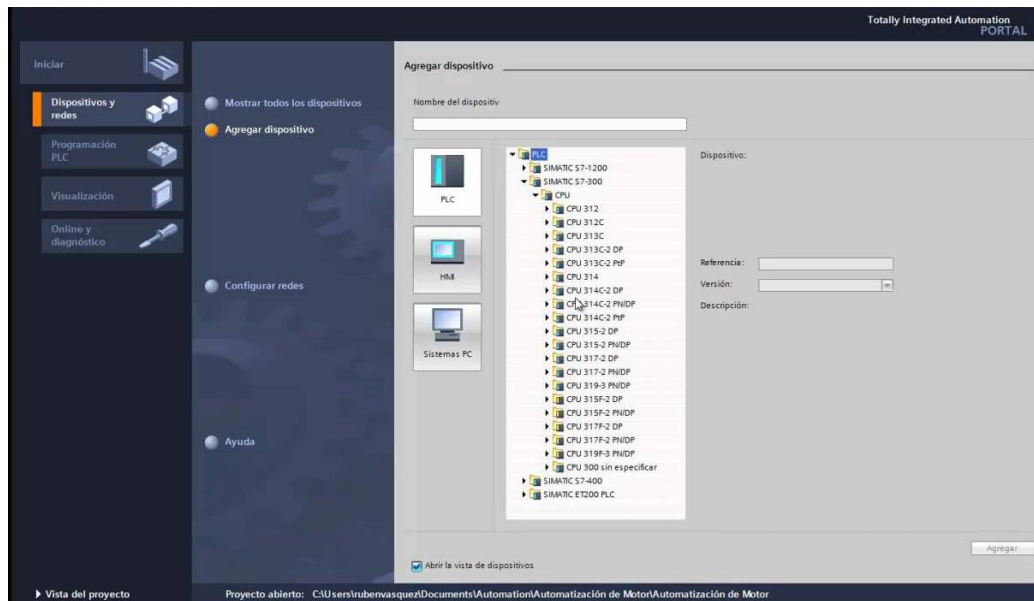 Totally Integrated Automation
PORTAL
Iniciar
Dispositivos y
redes
Programación
PLC
Visualización
Online y
diagnóstico
Mostrar todos los dispositivos
Agregar dispositivo
Configurar redes
Ayuda
Agregar dispositivo
Nombre del dispositiv
PLC
HMI
Sistemas PC
PLC
SIMATIC S7-1200
SIMATIC S7-300
CPU
CPU 312
CPU 312C
CPU 313C
CPU 313C-2 DP
CPU 313C-2 PtP
CPU 314
CPU 314C-2 DP
CPU 314C-2 PN/DP
CPU 314C-2 PtP
CPU 315-2 DP
CPU 315-2 PN/DP
CPU 317-2 DP
CPU 317-2 PN/DP
CPU 319-3 PN/DP
CPU 315F-2 DP
CPU 315F-2 PN/DP
CPU 317F-2 DP
CPU 317F-2 PN/DP
CPU 319F-3 PN/DP
CPU 300 sin especificar
SIMATIC S7-400
SIMATIC ET200 PLC
Dispositivo:
Referencia:
Versión:
Descripción:
Agregar
Abrir la vista de dispositivos
Vista del proyecto
Proyecto abierto: C:\Users\rubenvasquez\Documents\Automation\Automatización de Motor\Automatización de Motor